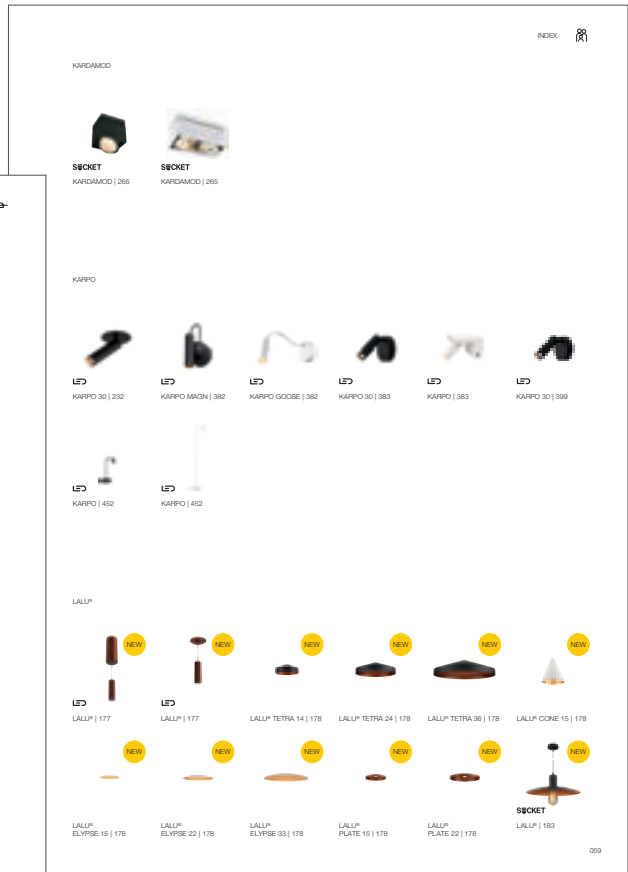 INDEX
KARDAMOD
SOCKET SOCKET
KARDAMOD | 265 KARDAMOD | 265
KARPO
LED LED LED LED LED LED
KARPO 30 | 232 KARPO MAGN | 382 KARPO GOOSE | 382 KARPO 30 | 383 KARPO | 383 KARPO 30 | 399
LED LED
KARPO | 452 KARPO | 452
LALU®
NEW NEW NEW NEW NEW NEW
LED LED
LALU® | 177 LALU® | 177 LALU® TETRA 14 | 178 LALU® TETRA 24 | 178 LALU® TETRA 36 | 178 LALU® CONE 15 | 178
NEW NEW NEW NEW NEW NEW
SOCKET
LALU® LALU® LALU® LALU® LALU® LALU® | 183
ELYPSE 15 | 178 ELYPSE 22 | 178 ELYPSE 33 | 178 PLATE 15 | 178 PLATE 22 | 178
059